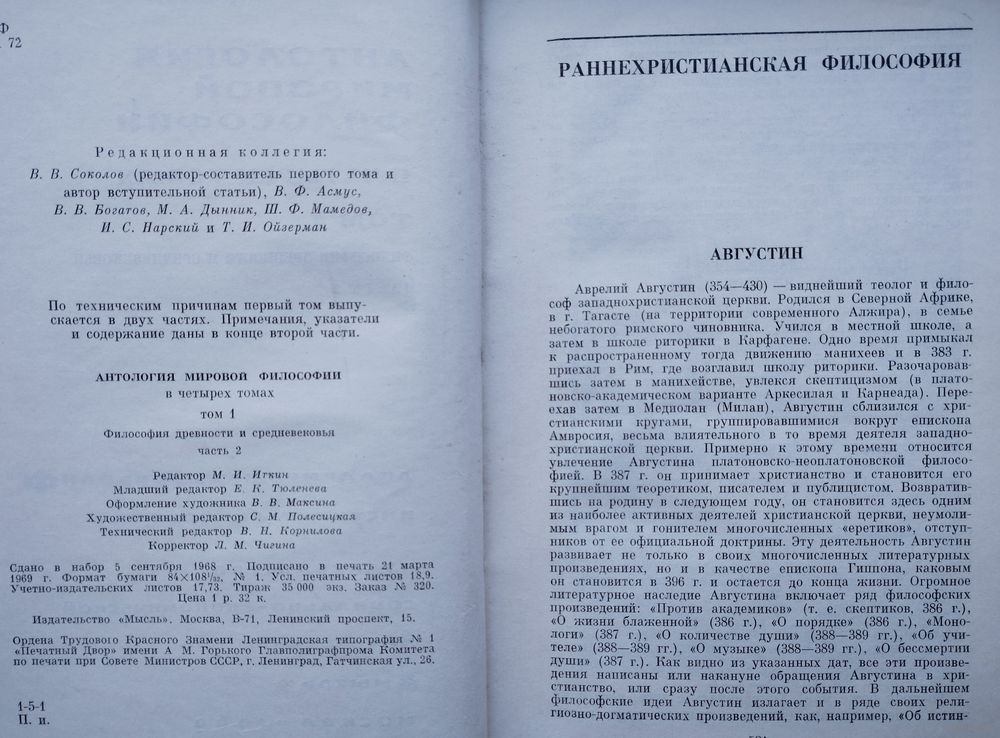 Ф
72
Редакционная коллегия:
В. В. Соколов (редактор-составитель первого тома и
автор вступительной статьи), В. Ф. Асмус,
В. В. Богатов, М. А. Дынник, Ш. Ф. Мамедов,
И. С. Нарский и Т. И. Ойзерман
По техническим причинам первый том выпу-
скается в двух частях. Примечания, указатели
и содержание даны в конце второй части.
АНТОЛОГИЯ МИРОВОЙ ФИЛОСОФИИ
в четырех томах
том 1
Философия древности и средневековья
часть 2
Редактор М. И. Иткин
Младший редактор Е. К. Тюленева
Оформление художника В. В. Максина
Художественный редактор С. М. Полесицкая
Технический редактор В. Н. Корнилова
Корректор Л. М. Чигина
Сдано в набор 5 сентября 1968 г. Подписано в печать 21 марта
1969 г. Формат бумаги 84×108¹/₃₂, № 1. Усл. печатных листов 18,9.
Учетно-издательских листов 17,73. Тираж 35 000 экз. Заказ № 320.
Цена 1 р. 32 к.
Издательство «Мысль». Москва, В-71, Ленинский проспект, 15.
Ордена Трудового Красного Знамени Ленинградская типография № 1
«Печатный Двор» имени А. М. Горького Главполиграфпрома Комитета
по печати при Совете Министров СССР, г. Ленинград, Гатчинская ул., 26.
1-5-1
П. и.
РАННЕХРИСТИАНСКАЯ ФИЛОСОФИЯ
АВГУСТИН
Аврелий Августин (354—430) — виднейший теолог и фило-
соф западнохристианской церкви. Родился в Северной Африке,
в г. Тагасте (на территории современного Алжира), в семье
небогатого римского чиновника. Учился в местной школе, а
затем в школе риторики в Карфагене. Одно время примыкал
к распространенному тогда движению манихеев и в 383 г.
приехал в Рим, где возглавил школу риторики. Разочаровав-
шись затем в манихействе, увлекся скептицизмом (в плато-
новско-академическом варианте Аркесилая и Карнеада). Пере-
ехав затем в Медиолан (Милан), Августин сблизился с хри-
стианскими кругами, группировавшимися вокруг епископа
Амвросия, весьма влиятельного в то время деятеля западно-
христианской церкви. Примерно к этому времени относится
увлечение Августина платоновско-неоплатоновской филосо-
фией. В 387 г. он принимает христианство и становится его
крупнейшим теоретиком, писателем и публицистом. Возвратив-
шись на родину в следующем году, он становится здесь одним
из наиболее активных деятелей христианской церкви, неумоли-
мым врагом и гонителем многочисленных «еретиков», отступ-
ников от ее официальной доктрины. Эту деятельность Августин
развивает не только в своих многочисленных литературных
произведениях, но и в качестве епископа Гиппона, каковым
он становится в 396 г. и остается до конца жизни. Огромное
литературное наследие Августина включает ряд философских
произведений: «Против академиков» (т. е. скептиков, 386 г.),
«О жизни блаженной» (386 г.), «О порядке» (386 г.), «Моно-
логи» (387 г.), «О количестве души» (388—389 гг.), «Об учи-
теле» (388—389 гг.), «О музыке» (388—389 гг.), «О бессмертии
души» (387 г.). Как видно из указанных дат, все эти произве-
дения написаны или накануне обращения Августина в хри-
стианство, или сразу после этого события. В дальнейшем
философские идеи Августин излагает и в ряде своих рели-
гиозно-догматических произведений, как, например, «Об истин-